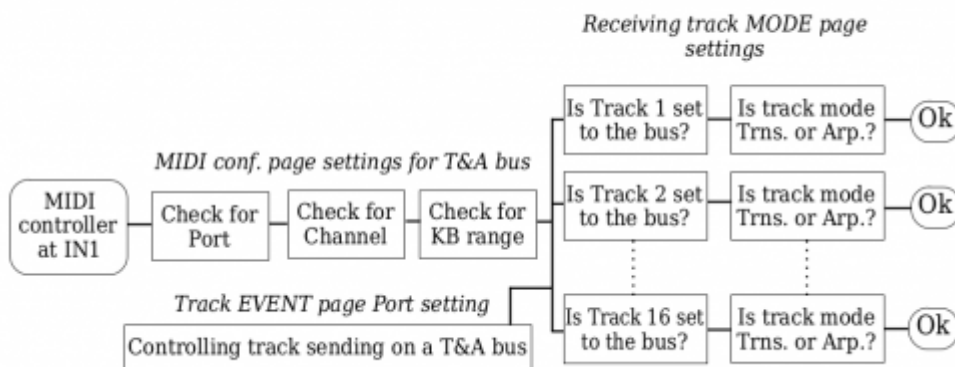 Receiving track MODE page
settings
Is Track 1 set
to the bus?
Is track mode
Trns. or Arp.?
Ok
MIDI conf. page settings for T&A bus
MIDI
controller
at IN1
Check for
Port
Check for
Channel
Check for
KB range
Is Track 2 set
to the bus?
Is track mode
Trns. or Arp.?
Ok
Track EVENT page Port setting
Controlling track sending on a T&A bus
Is Track 16 set
to the bus?
Is track mode
Trns. or Arp.?
Ok